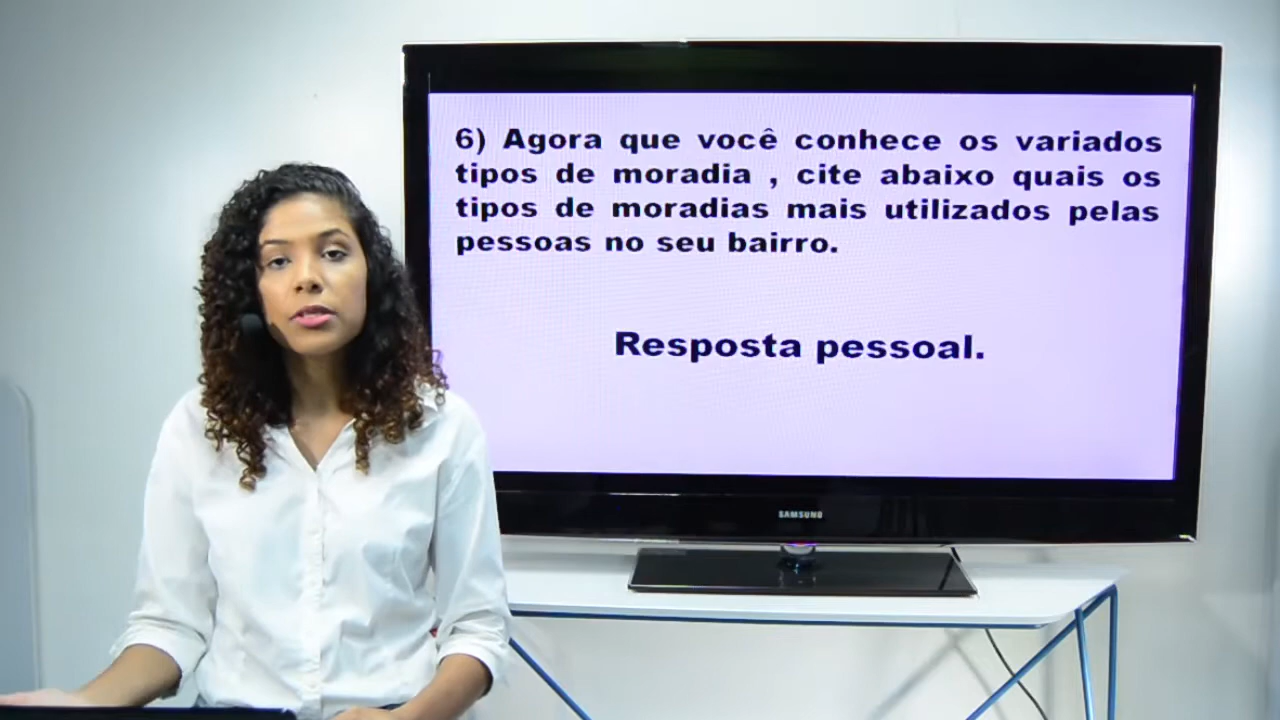 6) Agora que você conhece os variados
tipos de moradia , cite abaixo quais os
tipos de moradias mais utilizados pelas
pessoas no seu bairro.
Resposta pessoal.
SAMSUNG